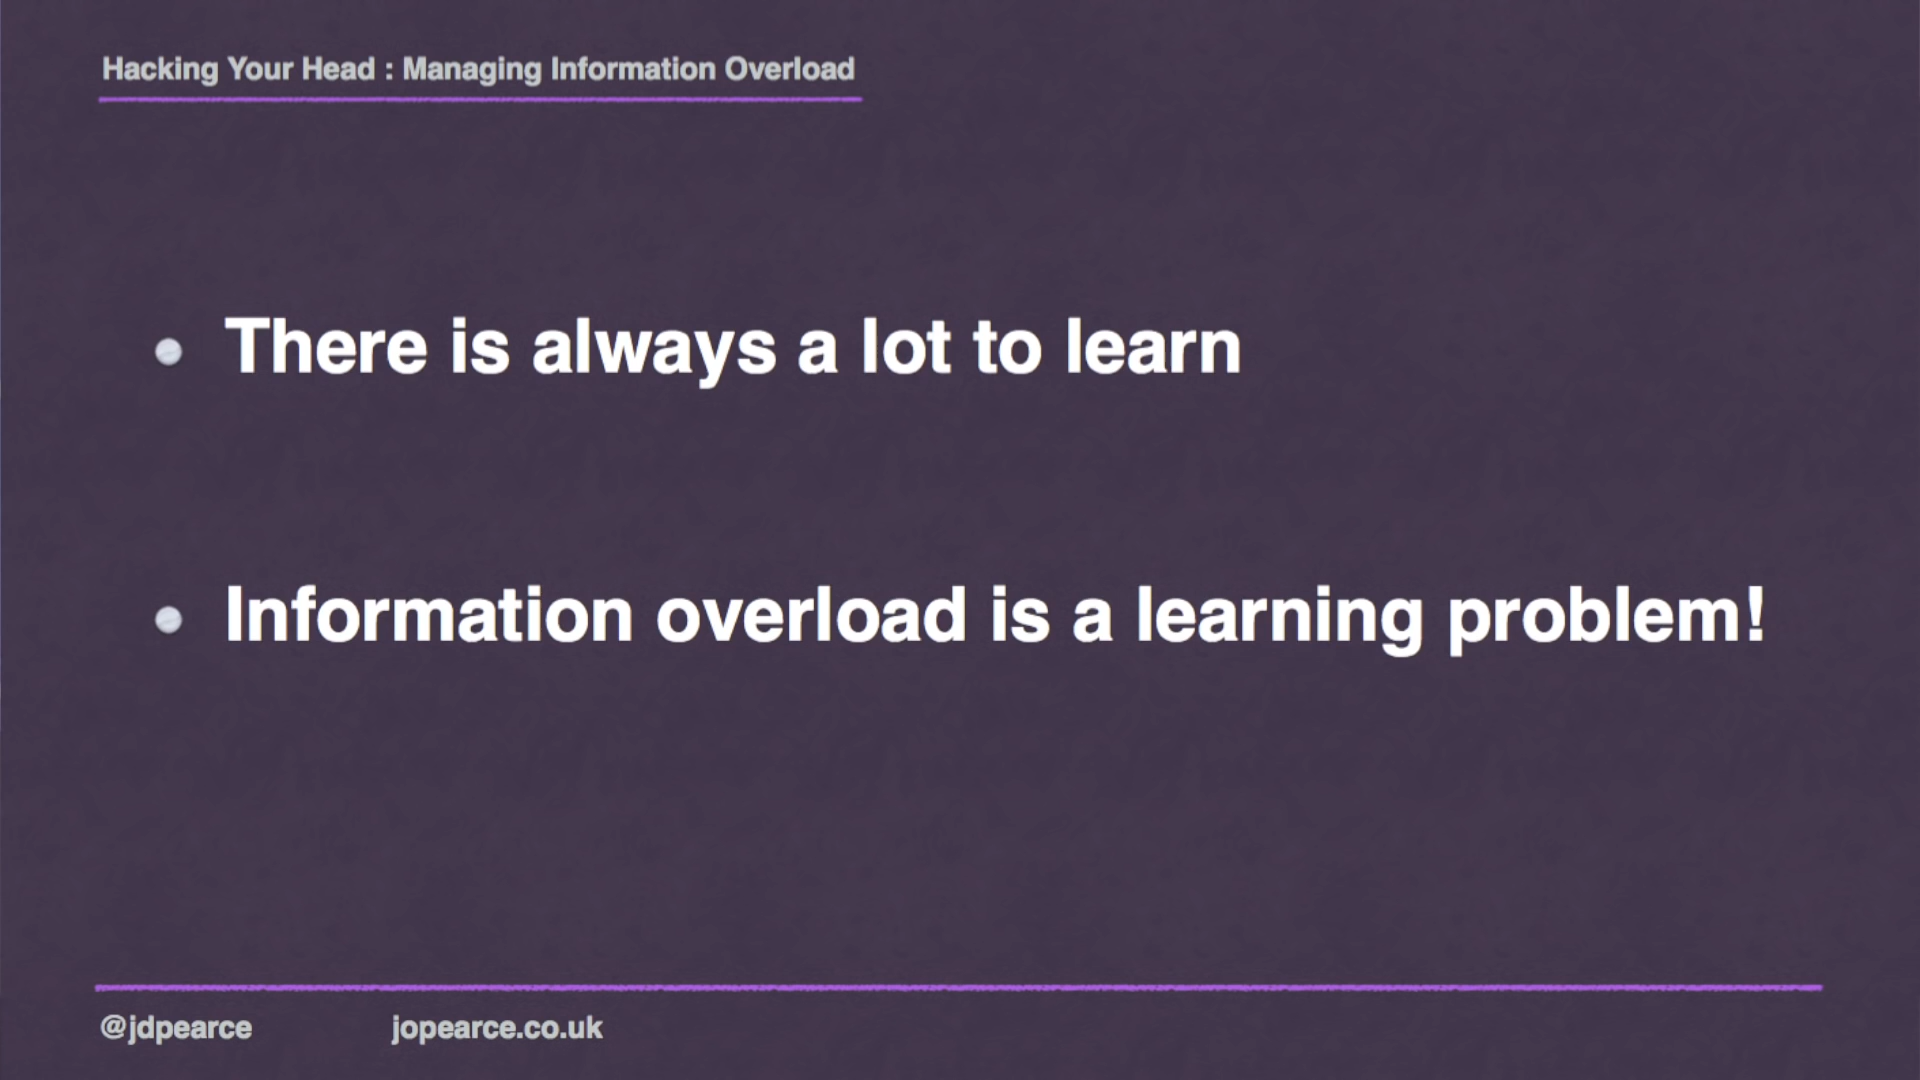 Hacking Your Head : Managing Information Overload
There is always a lot to learn
Information overload is a learning problem!
@jdpearce
jopearce.co.uk